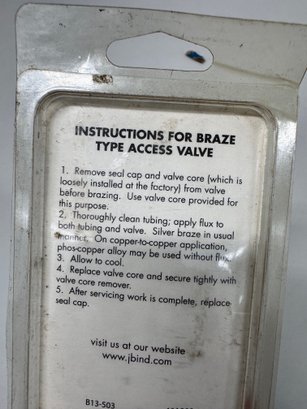 INSTRUCTIONS FOR BRAZE
TYPE ACCESS VALVE
1. Remove seal cap and valve core (which is
loosely installed at the factory) from valve
before brazing. Use valve core provided for
this purpose.
2. Thoroughly clean tubing; apply flux to
both tubing and valve. Silver braze in usual
manner. On copper-to-copper application,
phos-copper alloy may be used without flux.
3. Allow to cool.
4. Replace valve core and secure tightly with
valve core remover.
5. After servicing work is complete, replace
seal cap.
visit us at our website
www.jbind.com
B13-503